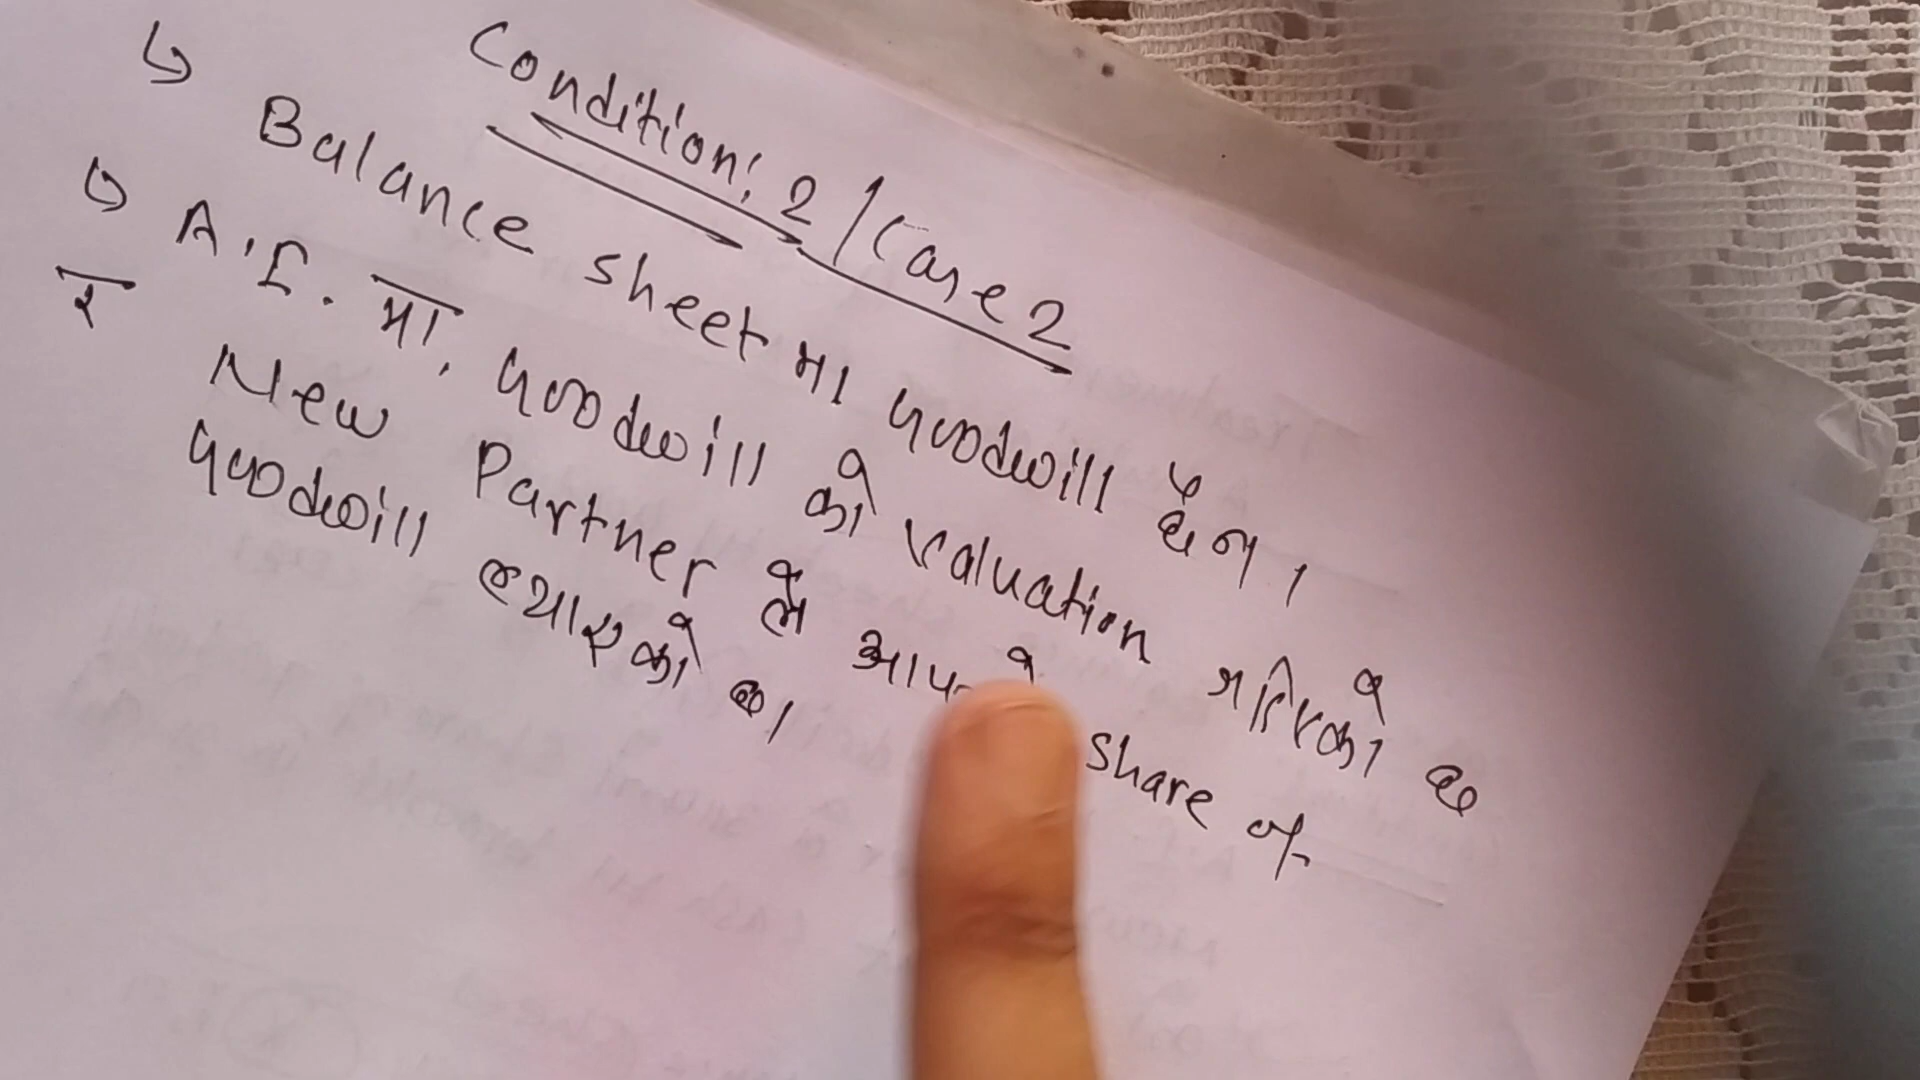 Condition: 2 / Case 2
Balance sheet मा goodwill छैन।
A.I. मा. goodwill को valuation गरिएको छ
र New Partner ले आफ्नो share of
goodwill ल्याएको छ।